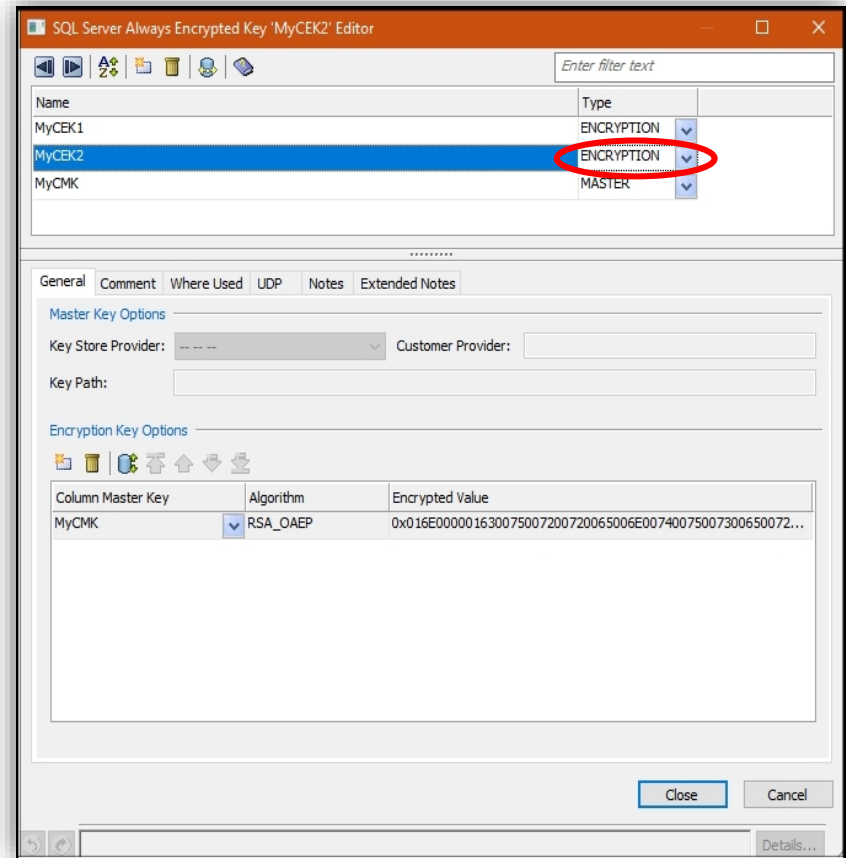 SQL Server Always Encrypted Key 'MyCEK2' Editor
Enter filter text
Name Type
MyCEK1 ENCRYPTION
MyCEK2 ENCRYPTION
MyCMK MASTER
General Comment Where Used UDP Notes Extended Notes
Master Key Options
Key Store Provider: -- -- -- Customer Provider:
Key Path:
Encryption Key Options
Column Master Key Algorithm Encrypted Value
MyCMK RSA_OAEP 0x016E000001630075007200720065006E00740075007300650072...
Close Cancel
Details...